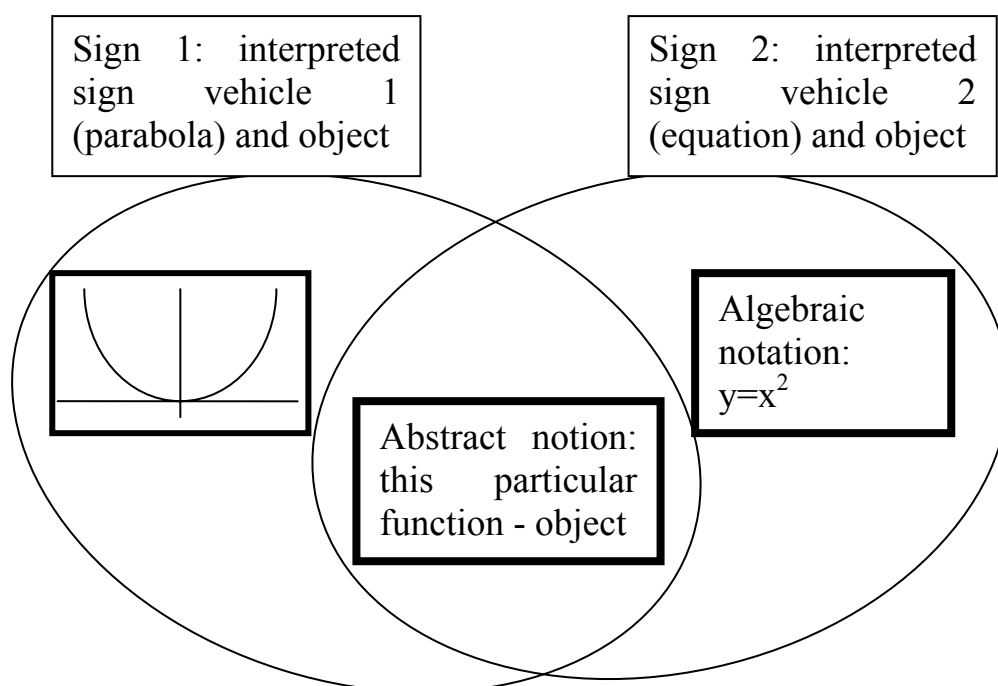 Sign 1: interpreted
sign vehicle 1
(parabola) and object
Sign 2: interpreted
sign vehicle 2
(equation) and object
Algebraic
notation:
y=x²
Abstract notion:
this particular
function - object